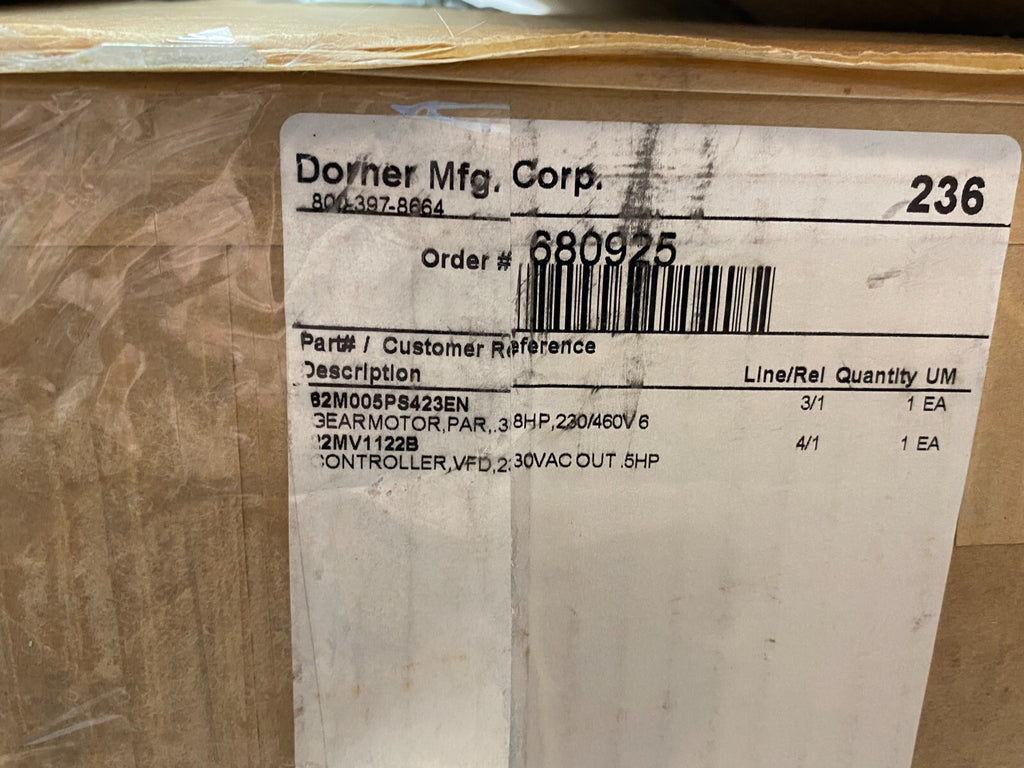 Dorner Mfg. Corp.
236
800-397-8664
Order # 680925
Part# / Customer Reference
Description Line/Rel Quantity UM
62M005PS423EN 3/1 1 EA
GEARMOTOR,PAR,.38HP,230/460V 6
4/1 1 EA
CONTROLLER,VFD,230VAC OUT .5HP